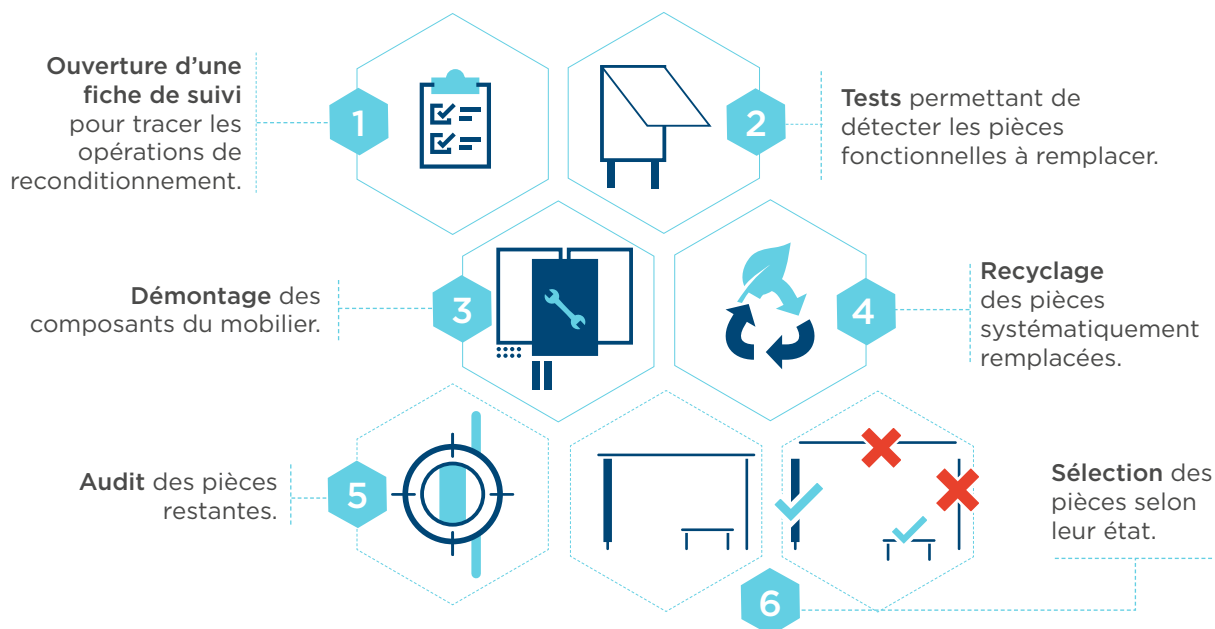 Ouverture d’une
fiche de suivi
pour tracer les
opérations de
reconditionnement.
1
2
Tests permettant de
détecter les pièces
fonctionnelles à remplacer.
Démontage des
composants du mobilier.
3
4
Recyclage
des pièces
systématiquement
remplacées.
Audit des pièces
restantes.
5
6
Sélection des
pièces selon
leur état.